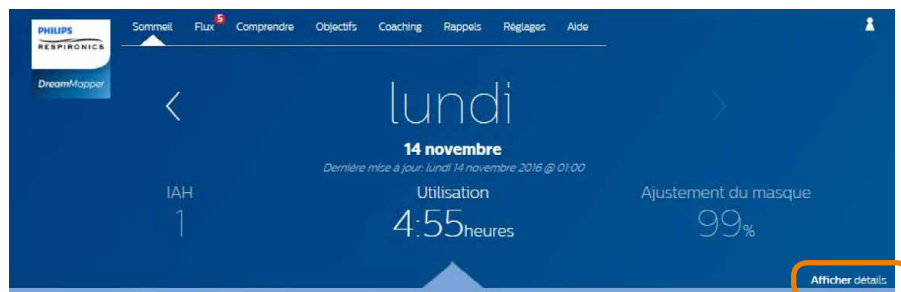 PHILIPS
RESPIRONICS
DreamMapper
Sommeil Flux 5 Comprendre Objectifs Coaching Rappels Réglages Aide
lundi
14 novembre
Dernière mise à jour: lundi 14 novembre 2016 @ 01:00
IAH Utilisation Ajustement du masque
1 4:55heures 99%
Afficher détails